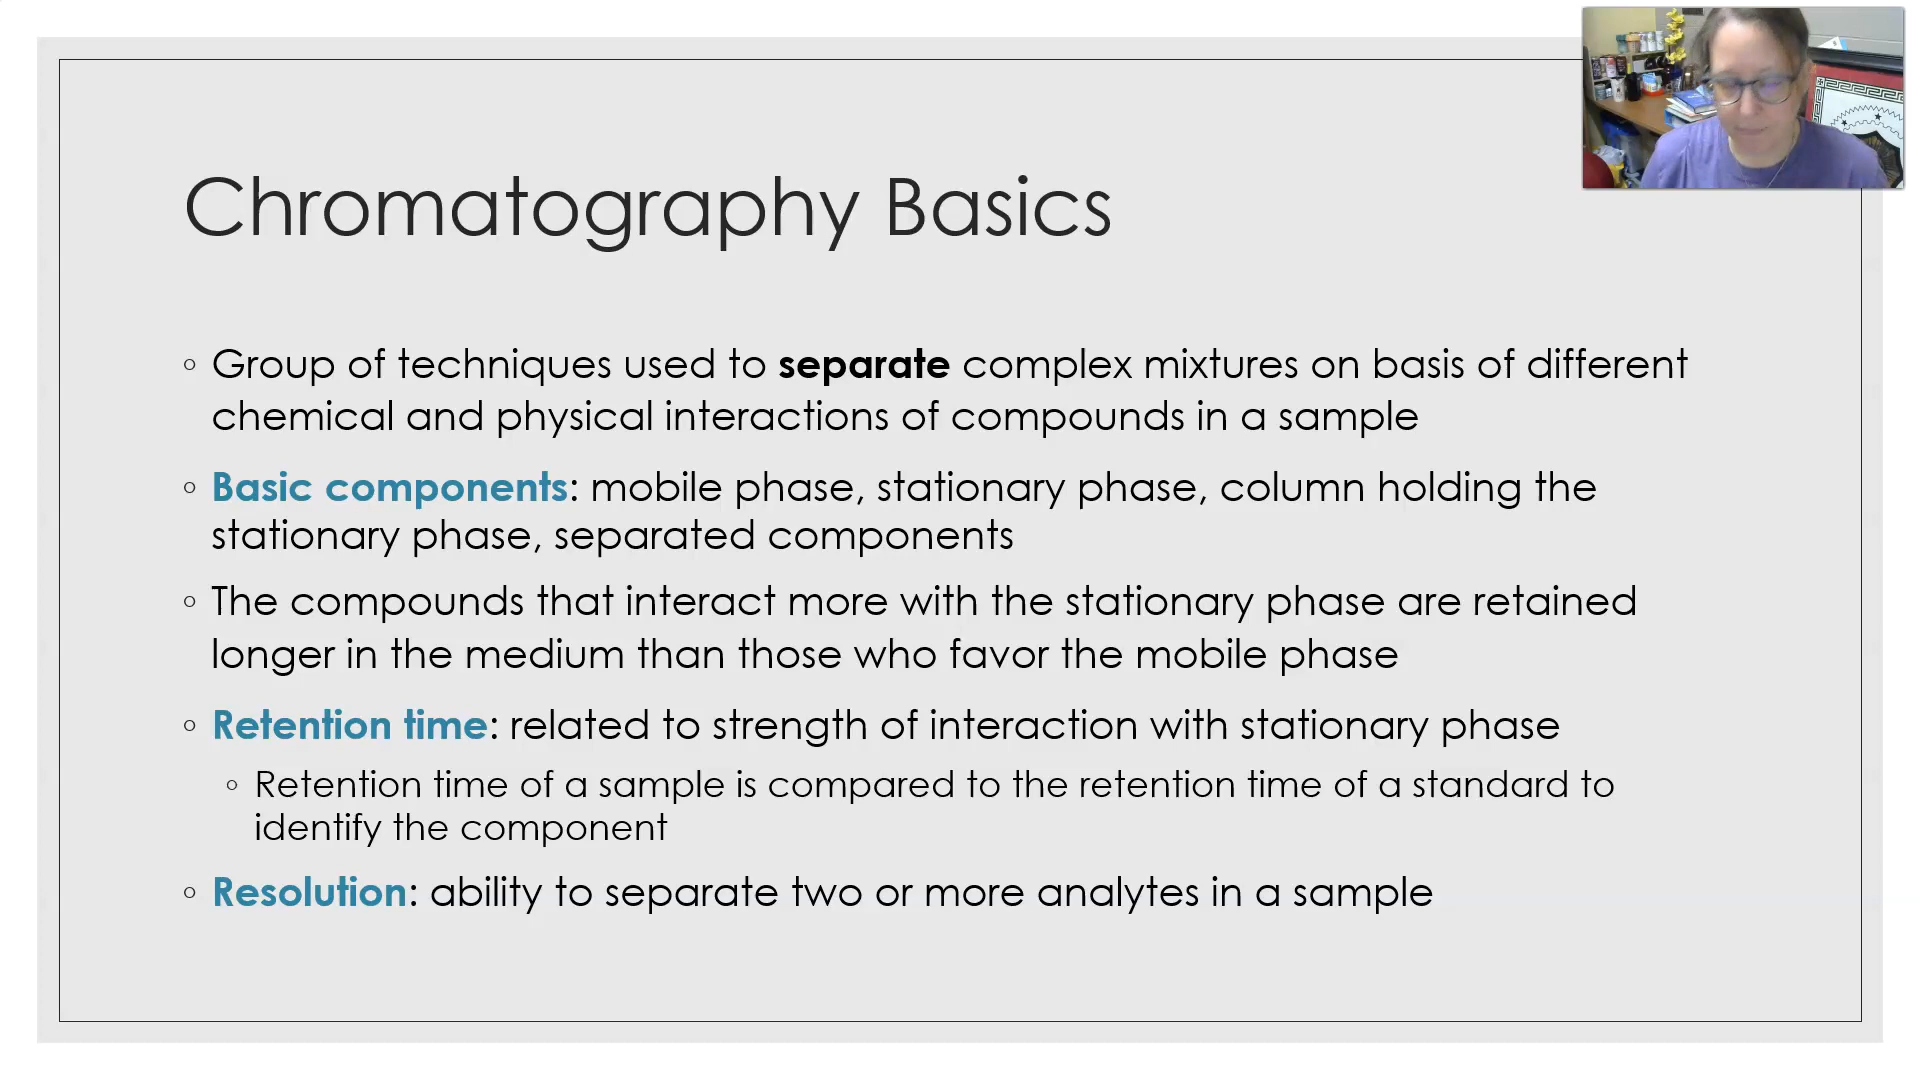 Chromatography Basics
◦ Group of techniques used to separate complex mixtures on basis of different
chemical and physical interactions of compounds in a sample
◦ Basic components: mobile phase, stationary phase, column holding the
stationary phase, separated components
◦ The compounds that interact more with the stationary phase are retained
longer in the medium than those who favor the mobile phase
◦ Retention time: related to strength of interaction with stationary phase
◦ Retention time of a sample is compared to the retention time of a standard to
identify the component
◦ Resolution: ability to separate two or more analytes in a sample